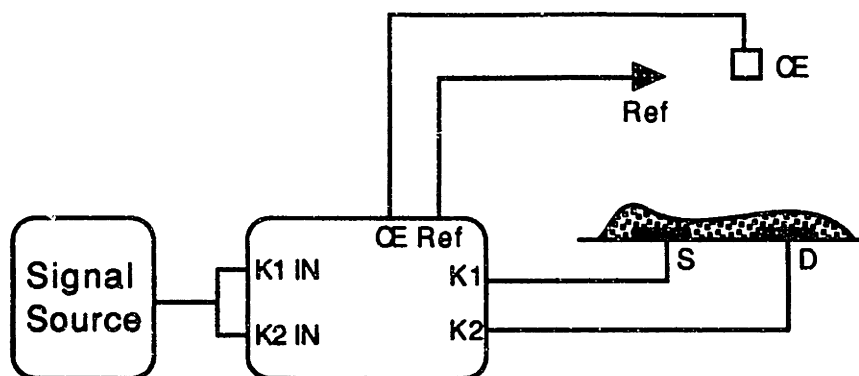 CE
Ref
CE Ref
Signal
Source
K1 IN
K2 IN
K1
K2
S
D